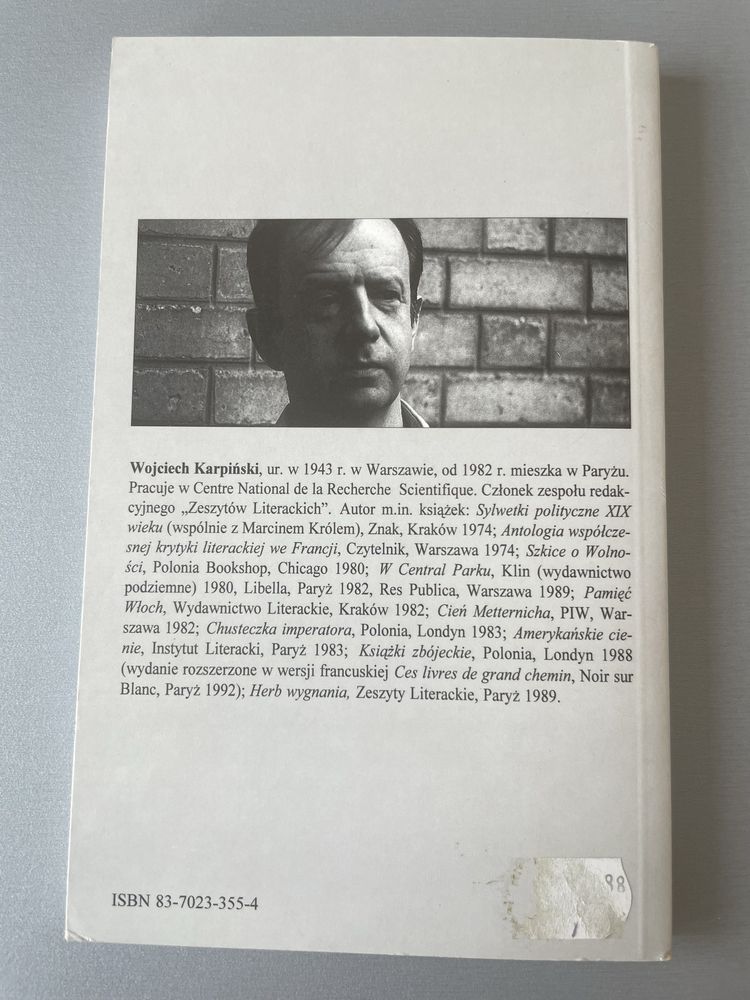 Wojciech Karpiński, ur. w 1943 r. w Warszawie, od 1982 r. mieszka w Paryżu.
Pracuje w Centre National de la Recherche Scientifique. Członek zespołu redak-
cyjnego „Zeszytów Literackich”. Autor m.in. książek: Sylwetki polityczne XIX
wieku (wspólnie z Marcinem Królem), Znak, Kraków 1974; Antologia współcze-
snej krytyki literackiej we Francji, Czytelnik, Warszawa 1974; Szkice o Wolno-
ści, Polonia Bookshop, Chicago 1980; W Central Parku, Klin (wydawnictwo
podziemne) 1980, Libella, Paryż 1982, Res Publica, Warszawa 1989; Pamięć
Włoch, Wydawnictwo Literackie, Kraków 1982; Cień Metternicha, PIW, War-
szawa 1982; Chusteczka imperatora, Polonia, Londyn 1983; Amerykańskie cie-
nie, Instytut Literacki, Paryż 1983; Książki zbójeckie, Polonia, Londyn 1988
(wydanie rozszerzone w wersji francuskiej Ces livres de grand chemin, Noir sur
Blanc, Paryż 1992); Herb wygnania, Zeszyty Literackie, Paryż 1989.
ISBN 83-7023-355-4